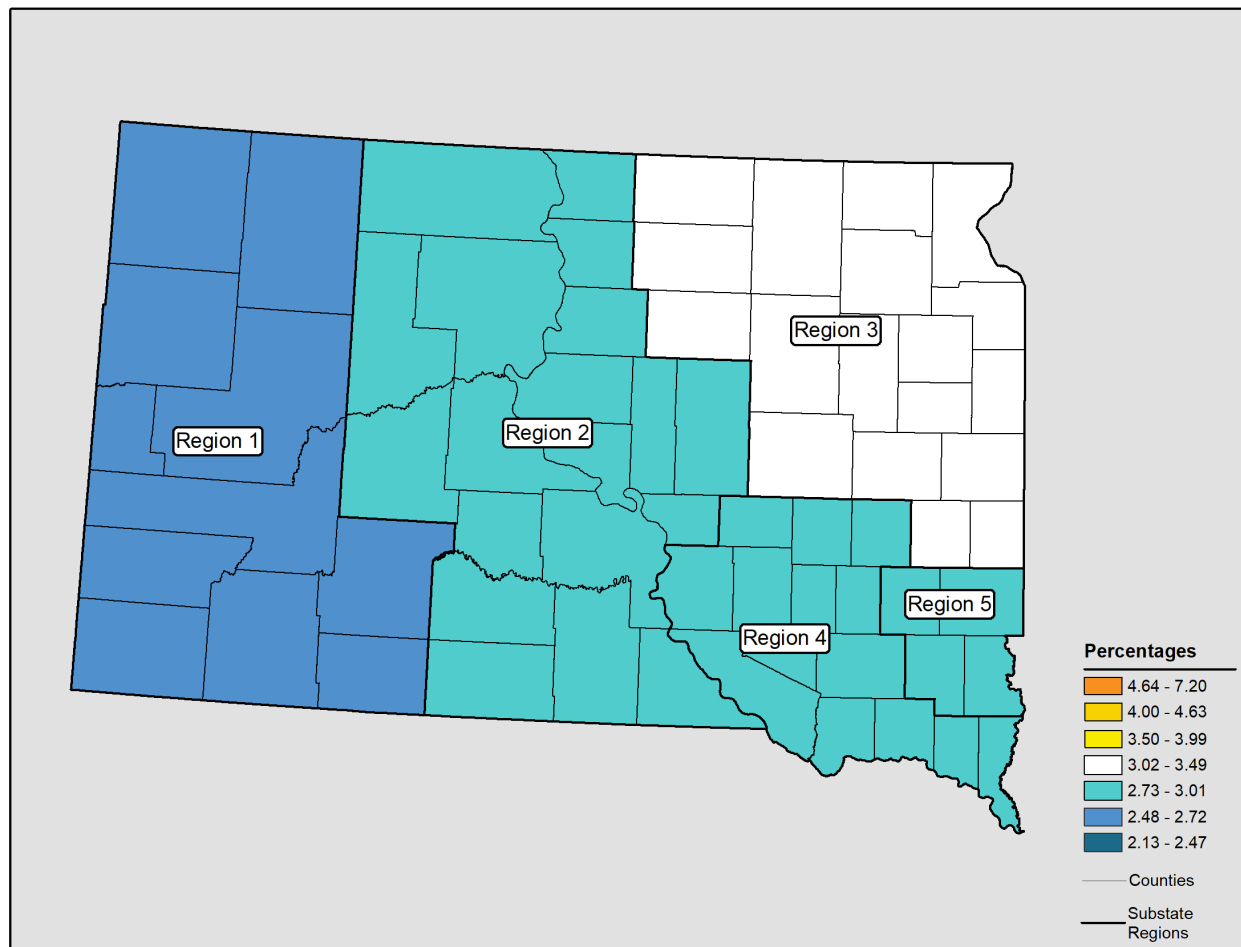 Region 3
Region 2
Region 1
Region 5
Region 4
Percentages
4.64 - 7.20
4.00 - 4.63
3.50 - 3.99
3.02 - 3.49
2.73 - 3.01
2.48 - 2.72
2.13 - 2.47
Counties
Substate
Regions